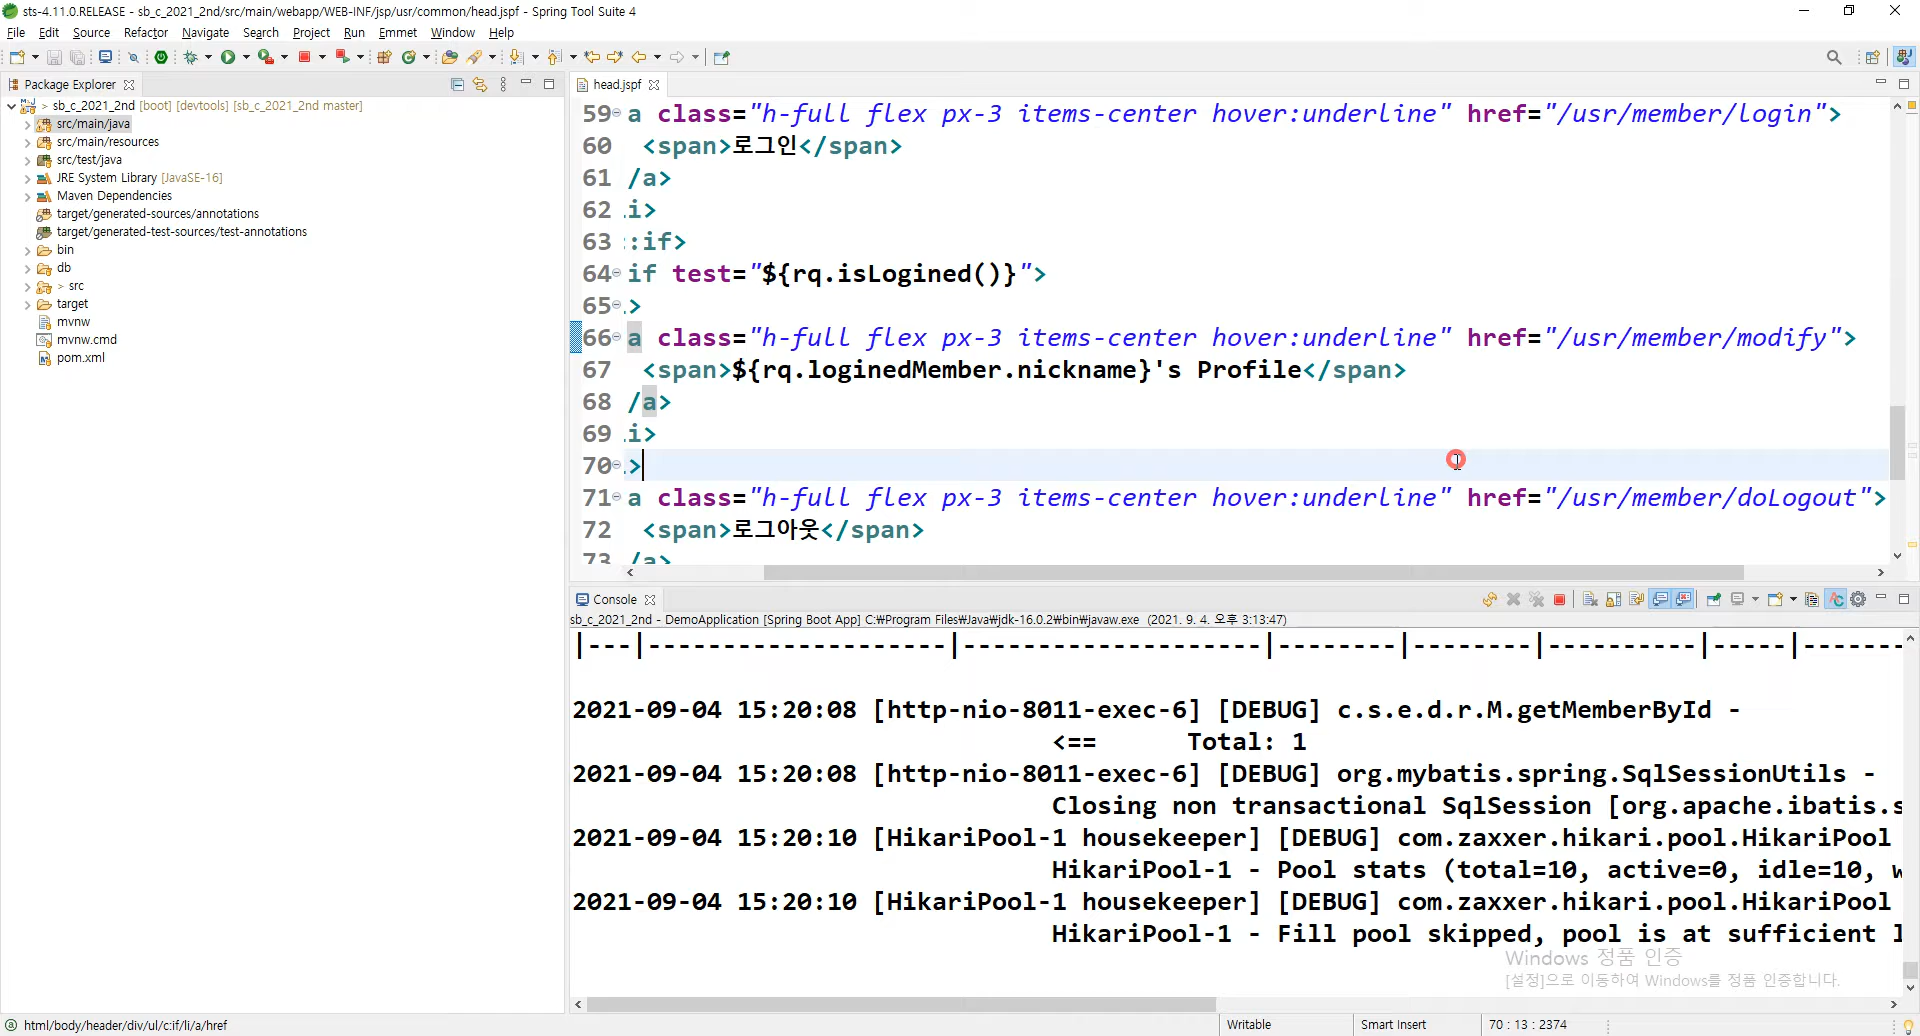 sts-4.11.0.RELEASE - sb_c_2021_2nd/src/main/webapp/WEB-INF/jsp/usr/common/head.jspf - Spring Tool Suite 4
File Edit Source Refactor Navigate Search Project Run Emmet Window Help
Package Explorer
sb_c_2021_2nd [boot] [devtools] [sb_c_2021_2nd master]
src/main/java
src/main/resources
src/test/java
JRE System Library [JavaSE-16]
Maven Dependencies
target/generated-sources/annotations
target/generated-test-sources/test-annotations
bin
db
> src
target
mvnw
mvnw.cmd
pom.xml
head.jspf
59 a class="h-full flex px-3 items-center hover:underline" href="/usr/member/login">
60 <span>로그인</span>
61 /a>
62 i>
63 :if>
64 if test="${rq.isLogined()}">
65 >
66 a class="h-full flex px-3 items-center hover:underline" href="/usr/member/modify">
67 <span>${rq.loginedMember.nickname}'s Profile</span>
68 /a>
69 i>
70 >
71 a class="h-full flex px-3 items-center hover:underline" href="/usr/member/doLogout">
72 <span>로그아웃</span>
73 /a>
Console
sb_c_2021_2nd - DemoApplication [Spring Boot App] C:₩Program Files₩Java₩jdk-16.0.2₩bin₩javaw.exe (2021. 9. 4. 오후 3:13:47)
|---|--------------------|--------------------|--------|--------|----------|-----|-------
2021-09-04 15:20:08 [http-nio-8011-exec-6] [DEBUG] c.s.e.d.r.M.getMemberById -
<== Total: 1
2021-09-04 15:20:08 [http-nio-8011-exec-6] [DEBUG] org.mybatis.spring.SqlSessionUtils -
Closing non transactional SqlSession [org.apache.ibatis.s
2021-09-04 15:20:10 [HikariPool-1 housekeeper] [DEBUG] com.zaxxer.hikari.pool.HikariPool
HikariPool-1 - Pool stats (total=10, active=0, idle=10, w
2021-09-04 15:20:10 [HikariPool-1 housekeeper] [DEBUG] com.zaxxer.hikari.pool.HikariPool
HikariPool-1 - Fill pool skipped, pool is at sufficient l
Windows 정품 인증
[설정]으로 이동하여 Windows를 정품 인증합니다.
html/body/header/div/ul/c:if/li/a/href
Writable
Smart Insert
70 : 13 : 2374